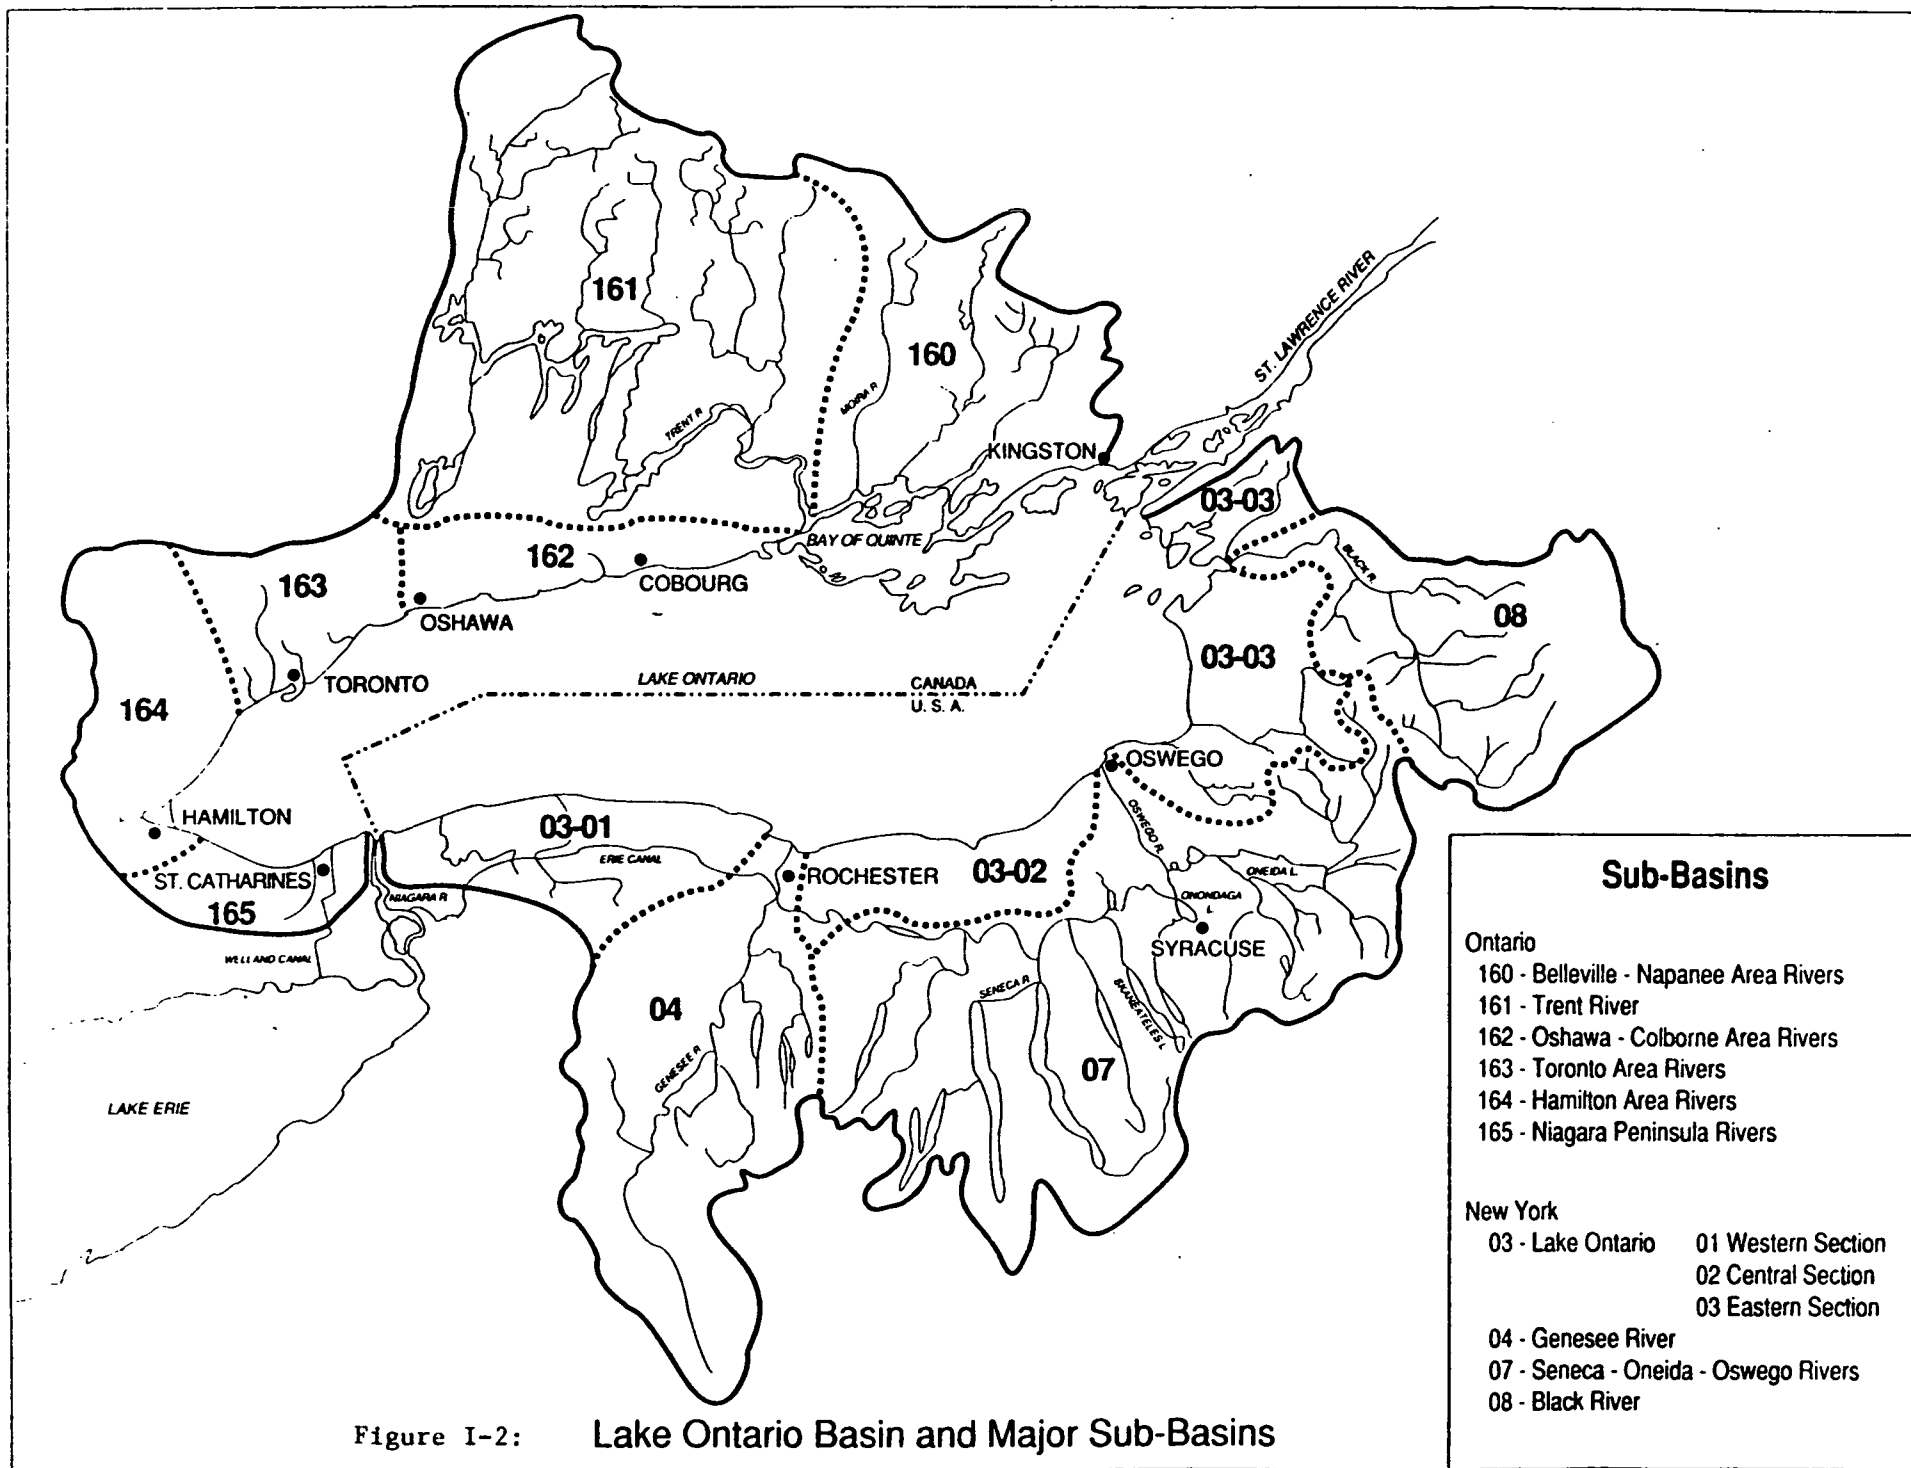 161
160
MOIRA R
TRENT R
ST. LAWRENCE RIVER
KINGSTON
03-03
BAY OF QUINTE
162
COBOURG
BLACK R.
163
OSHAWA
08
03-03
TORONTO
LAKE ONTARIO
CANADA
U. S. A.
164
OSWEGO
HAMILTON
03-01
ERIE CANAL
OSWEGO R.
ST. CATHARINES
ROCHESTER
03-02
ONEIDA L.
ONONDAGA
L
NIAGARA R
165
SYRACUSE
WELLAND CANAL
SENECA R
SKANEATELES L
04
GENESEE R
07
LAKE ERIE
Sub-Basins
Ontario
160 - Belleville - Napanee Area Rivers
161 - Trent River
162 - Oshawa - Colborne Area Rivers
163 - Toronto Area Rivers
164 - Hamilton Area Rivers
165 - Niagara Peninsula Rivers
New York
03 - Lake Ontario 01 Western Section
02 Central Section
03 Eastern Section
04 - Genesee River
07 - Seneca - Oneida - Oswego Rivers
08 - Black River
Figure I-2: Lake Ontario Basin and Major Sub-Basins